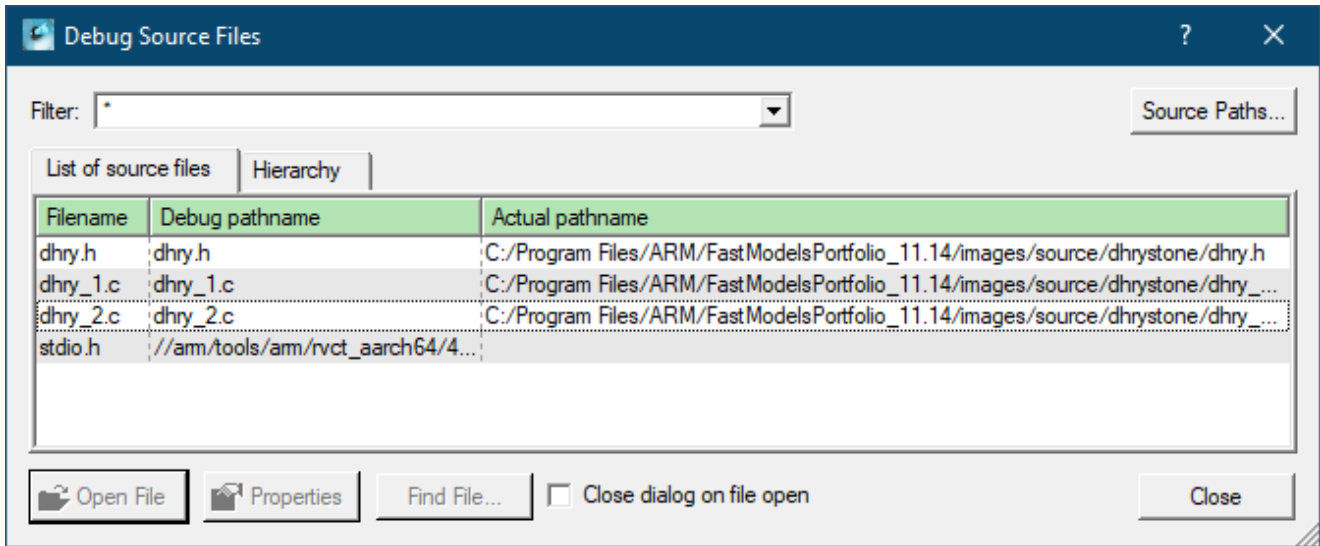 Debug Source Files ?
Filter: * Source Paths...
List of source files Hierarchy
Filename Debug pathname Actual pathname
dhry.h dhry.h C:/Program Files/ARM/FastModelsPortfolio_11.14/images/source/dhrystone/dhry.h
dhry_1.c dhry_1.c C:/Program Files/ARM/FastModelsPortfolio_11.14/images/source/dhrystone/dhry_...
dhry_2.c dhry_2.c C:/Program Files/ARM/FastModelsPortfolio_11.14/images/source/dhrystone/dhry_...
stdio.h //arm/tools/arm/rvct_aarch64/4...
Open File Properties Find File... Close dialog on file open Close